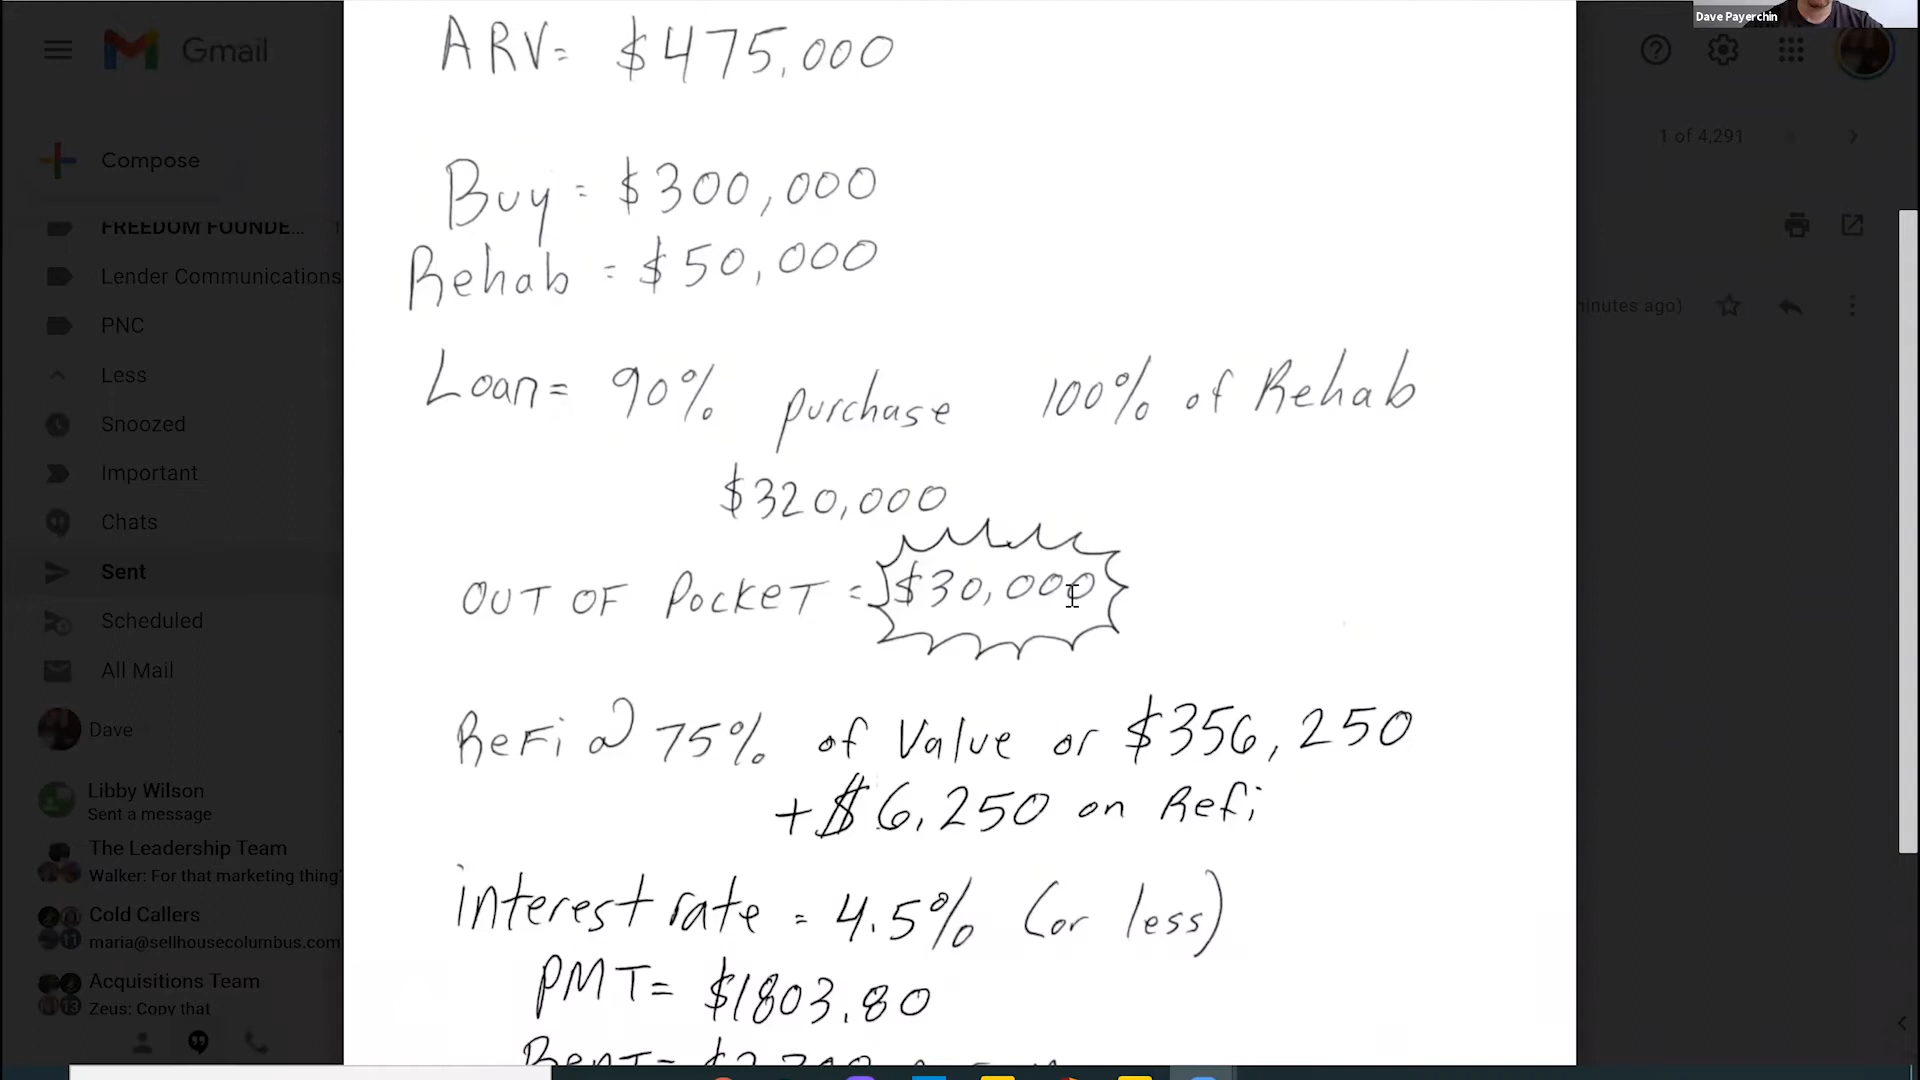 Dave Payerchin
ARV= $475,000
Gmail
1 of 4,291
Compose
Buy = $300,000
FREEDOM FOUNDE...
Rehab = $50,000
Lender Communications
minutes ago)
PNC
Less
Loan= 90% purchase 100% of Rehab
Snoozed
Important
$320,000
Chats
Sent
OUT OF POCKET = $30,000
Scheduled
All Mail
Dave
ReFi @ 75% of Value or $356,250
Libby Wilson
Sent a message
+$6,250 on Refi
The Leadership Team
Walker: For that marketing thing
Cold Callers
interest rate = 4.5% (or less)
maria@sellhousecolumbus.com
Acquisitions Team
PMT= $1803.80
Zeus: Copy that
Rent=